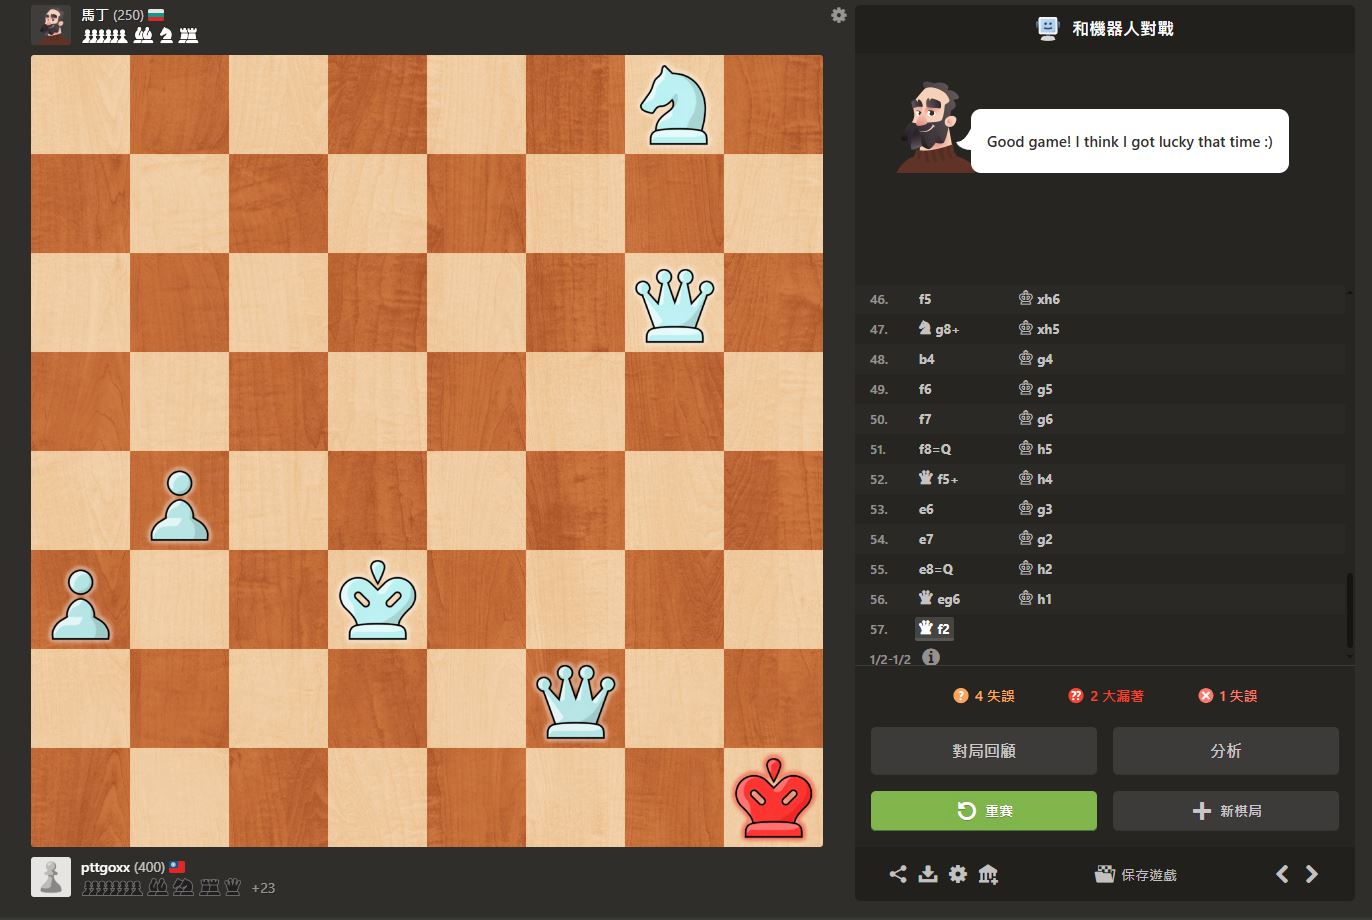 馬丁 (250)
和機器人對戰
Good game! I think I got lucky that time :)
46. f5 xh6
47. g8+ xh5
48. b4 g4
49. f6 g5
50. f7 g6
51. f8=Q h5
52. f5+ h4
53. e6 g3
54. e7 g2
55. e8=Q h2
56. eg6 h1
57. f2
1/2-1/2
? 4 失誤
?? 2 大漏著
1 失誤
對局回顧
分析
重賽
新棋局
保存遊戲
pttgoxx (400)
+23